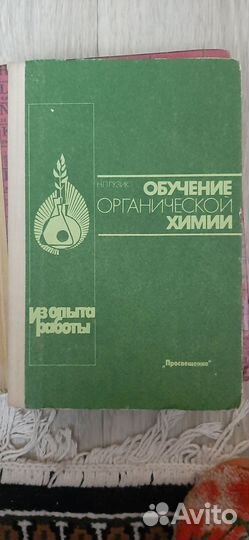 Н.П.ГУЗИК
ОБУЧЕНИЕ
ОРГАНИЧЕСКОЙ
ХИМИИ
из опыта
работы
„Просвещение"
Avito